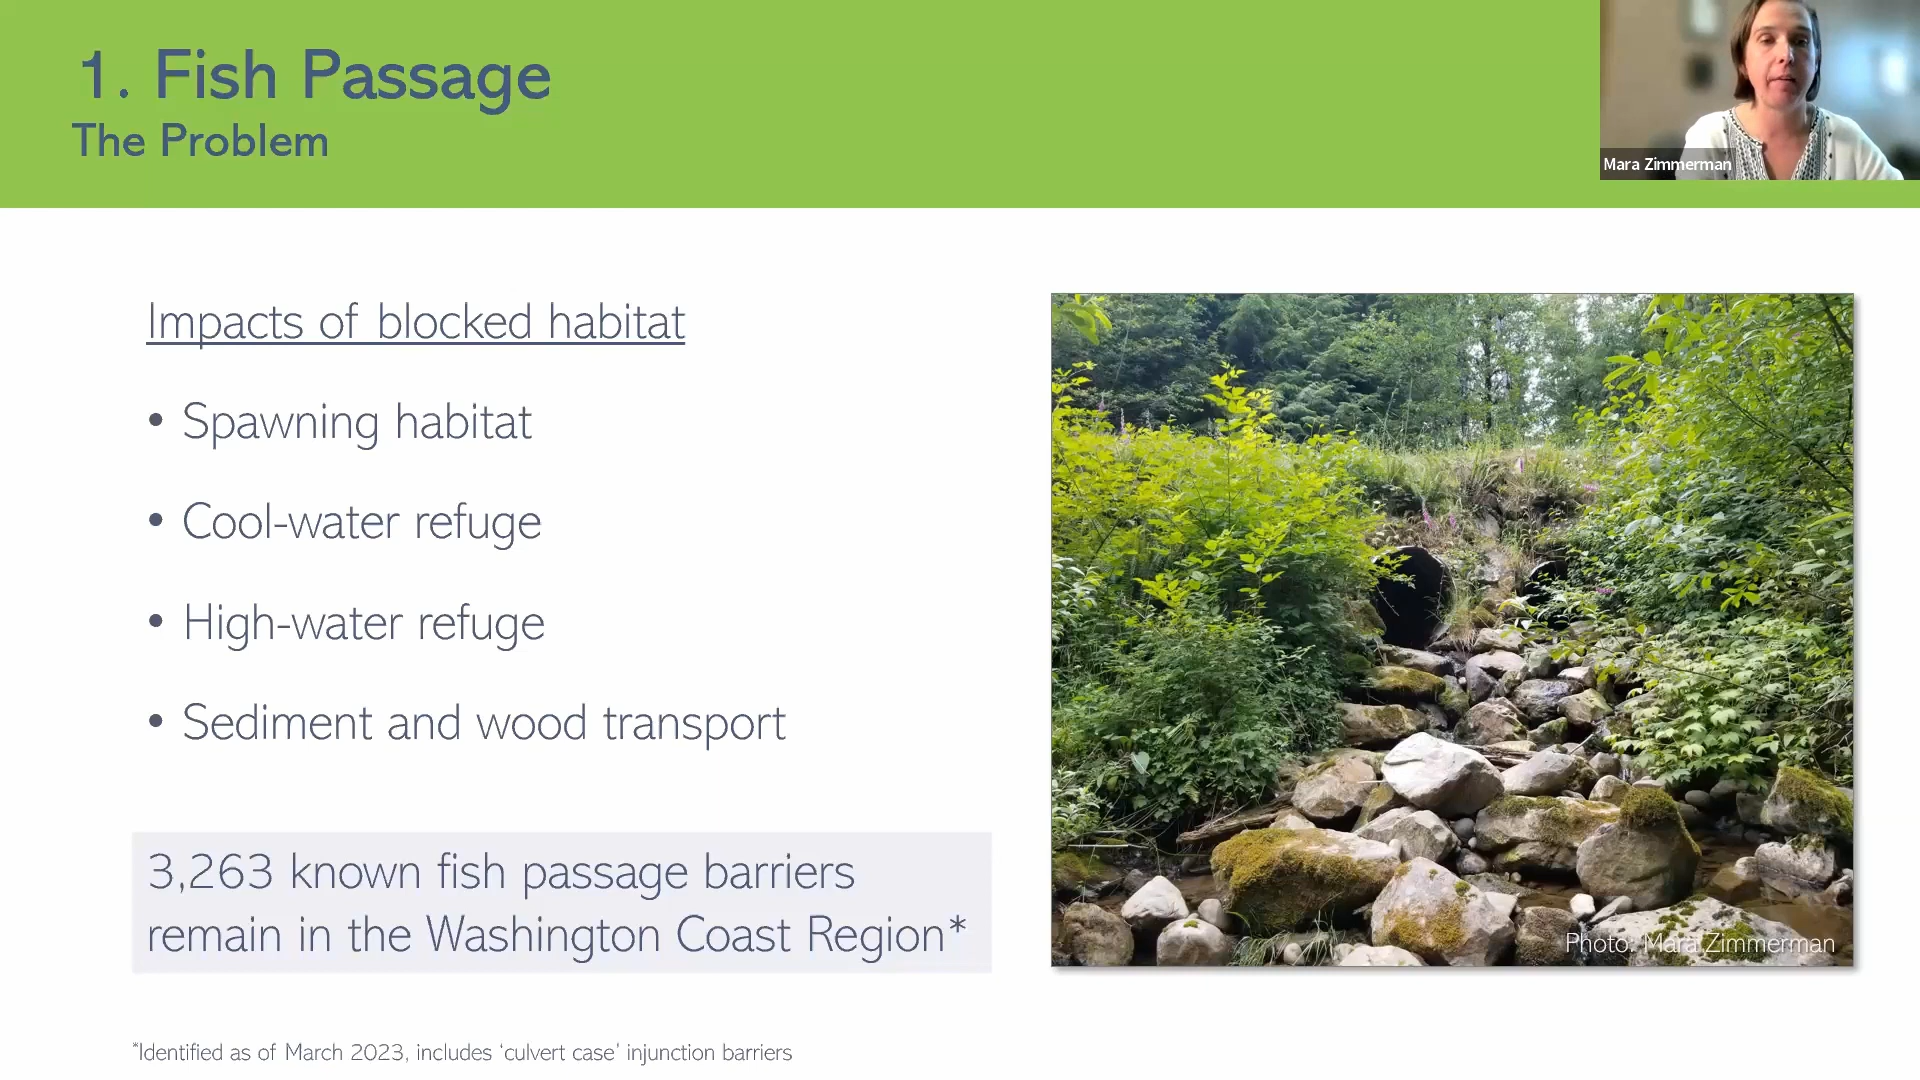 1. Fish Passage
The Problem
Mara Zimmerman
Impacts of blocked habitat
• Spawning habitat
• Cool-water refuge
• High-water refuge
• Sediment and wood transport
3,263 known fish passage barriers
remain in the Washington Coast Region*
Photo: Mara Zimmerman
*Identified as of March 2023, includes ‘culvert case’ injunction barriers